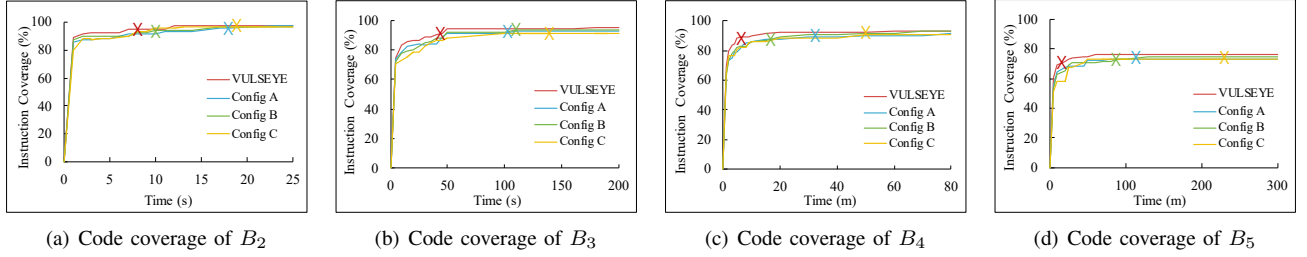 Instruction Coverage (%)
100
80
60
40
20
0
VULSEYE
Config A
Config B
Config C
0 5 10 15 20 25
Time (s)
(a) Code coverage of B2
Instruction Coverage (%)
100
80
60
40
20
0
VULSEYE
Config A
Config B
Config C
0 50 100 150 200
Time (s)
(b) Code coverage of B3
Instruction Coverage (%)
100
80
60
40
20
0
VULSEYE
Config A
Config B
Config C
0 20 40 60 80
Time (m)
(c) Code coverage of B4
Instruction Coverage (%)
100
80
60
40
20
0
VULSEYE
Config A
Config B
Config C
0 100 200 300
Time (m)
(d) Code coverage of B5